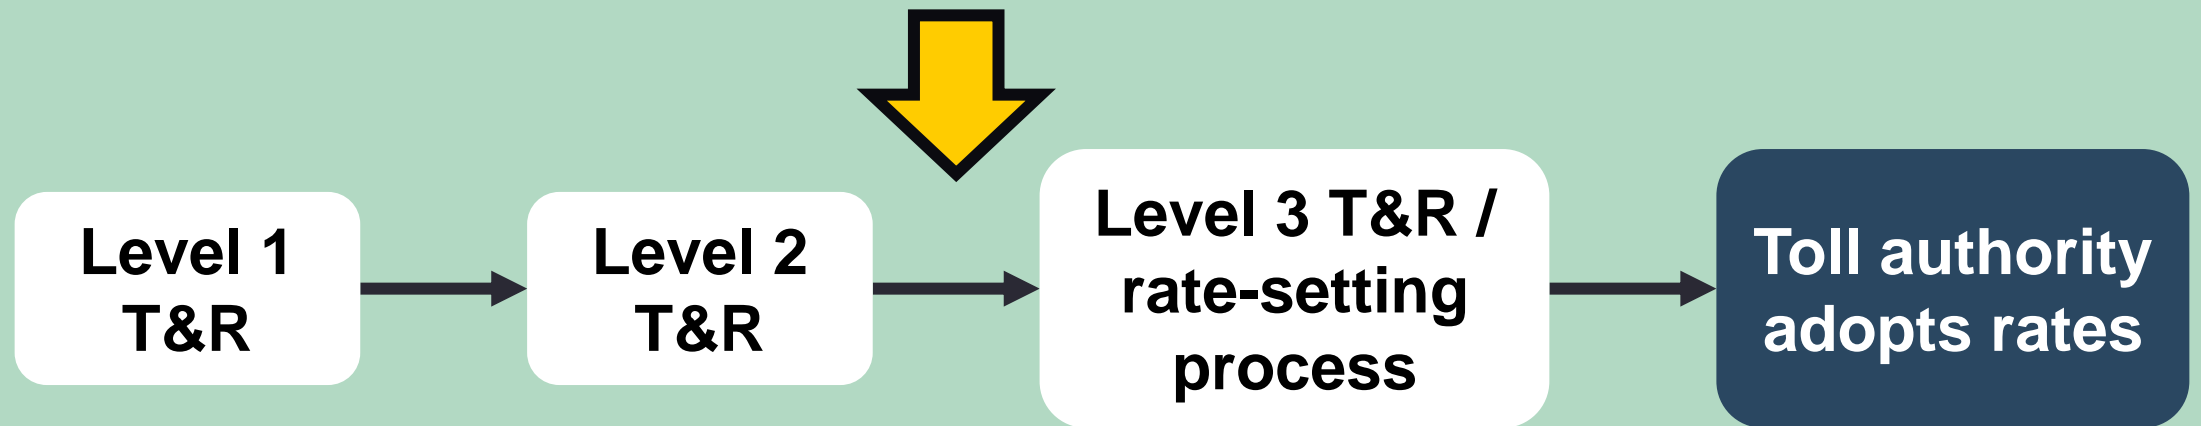 Level 1
T&R
Level 2
T&R
Level 3 T&R /
rate-setting
process
Toll authority
adopts rates